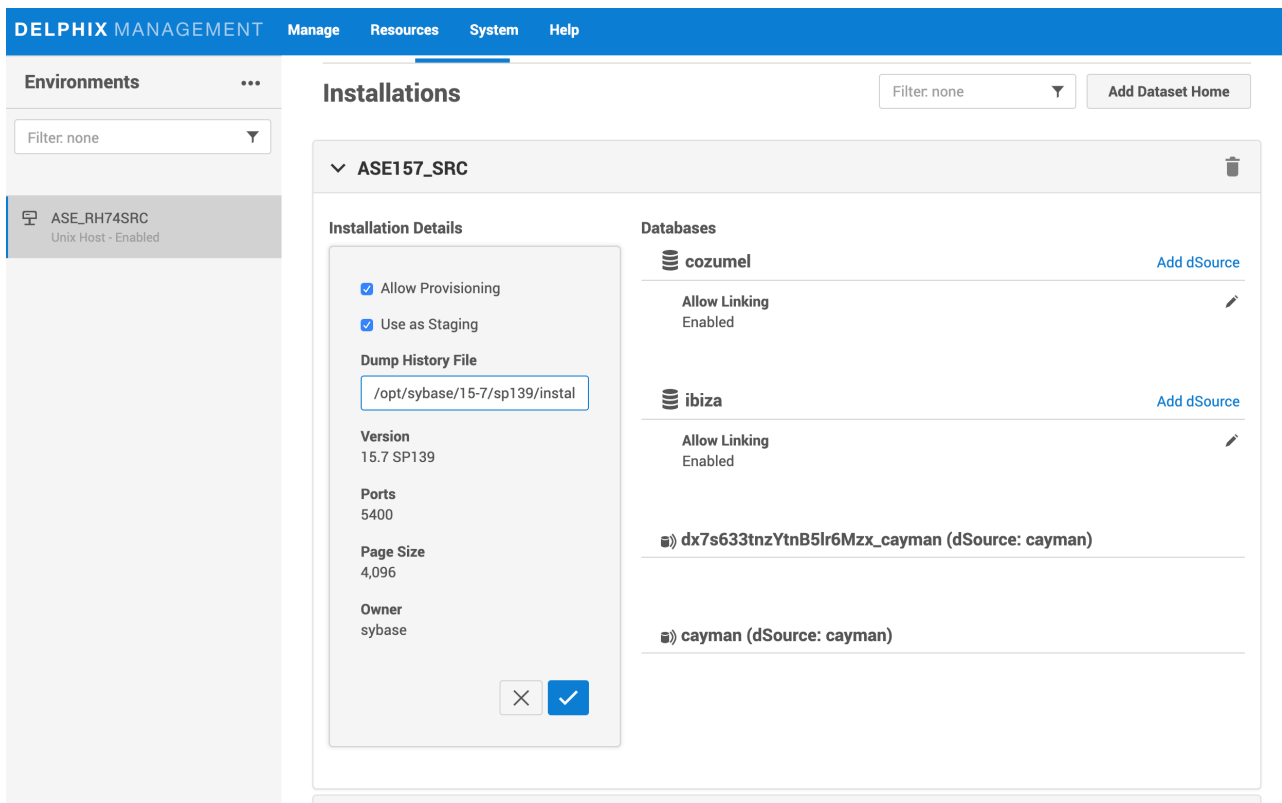 DELPHIX MANAGEMENT Manage Resources System Help
Environments
Filter: none
ASE_RH74SRC
Unix Host - Enabled
Installations
Filter: none
Add Dataset Home
ASE157_SRC
Installation Details
Allow Provisioning
Use as Staging
Dump History File
/opt/sybase/15-7/sp139/instal
Version
15.7 SP139
Ports
5400
Page Size
4,096
Owner
sybase
Databases
cozumel Add dSource
Allow Linking
Enabled
ibiza Add dSource
Allow Linking
Enabled
dx7s633tnzYtnB5lr6Mzx_cayman (dSource: cayman)
cayman (dSource: cayman)